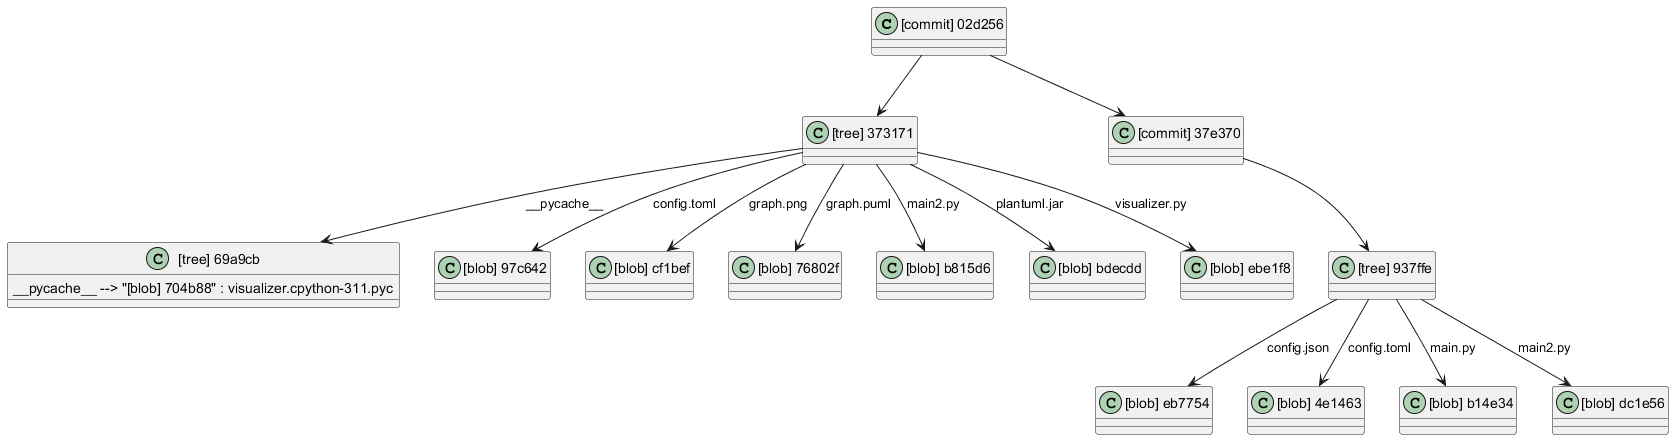 C [commit] 02d256
C [tree] 373171
C [commit] 37e370
__pycache__
config.toml
graph.png
graph.puml
main2.py
plantuml.jar
visualizer.py
C [tree] 69a9cb
__pycache__ --> "[blob] 704b88" : visualizer.cpython-311.pyc
C [blob] 97c642
C [blob] cf1bef
C [blob] 76802f
C [blob] b815d6
C [blob] bdecdd
C [blob] ebe1f8
C [tree] 937ffe
config.json
config.toml
main.py
main2.py
C [blob] eb7754
C [blob] 4e1463
C [blob] b14e34
C [blob] dc1e56